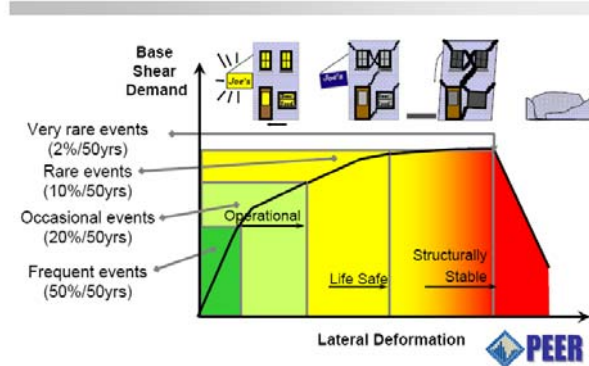 Base
Shear
Demand
Joe's
Joe's
Very rare events
(2%/50yrs)
Rare events
(10%/50yrs)
Occasional events
(20%/50yrs)
Frequent events
(50%/50yrs)
Operational
Life Safe
Structurally
Stable
Lateral Deformation
PEER